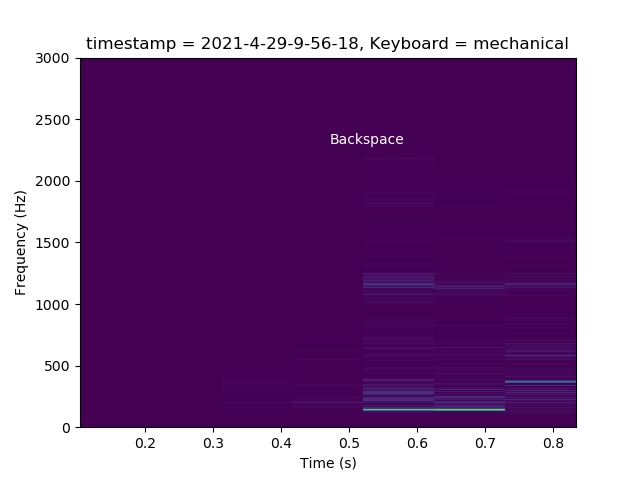 timestamp = 2021-4-29-9-56-18, Keyboard = mechanical
3000
2500
2000
1500
1000
500
0
Frequency (Hz)
Backspace
0.2 0.3 0.4 0.5 0.6 0.7 0.8
Time (s)